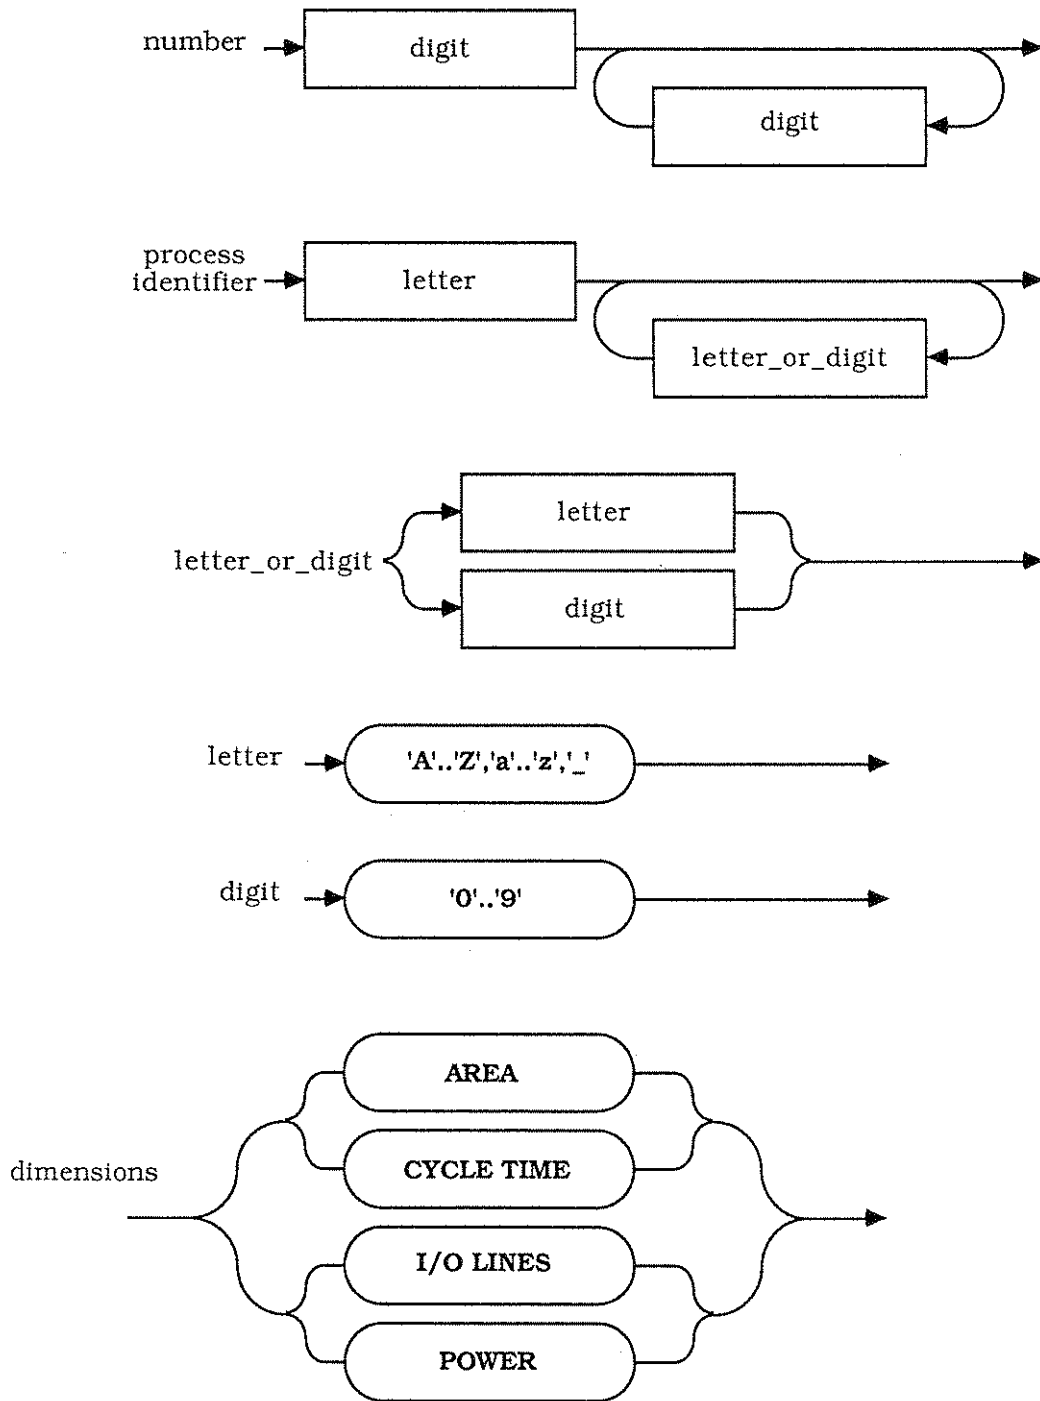 number
digit
digit
process
identifier
letter
letter_or_digit
letter_or_digit
letter
digit
letter
'A'..'Z','a'..'z','_'
digit
'0'..'9'
dimensions
AREA
CYCLE TIME
I/O LINES
POWER